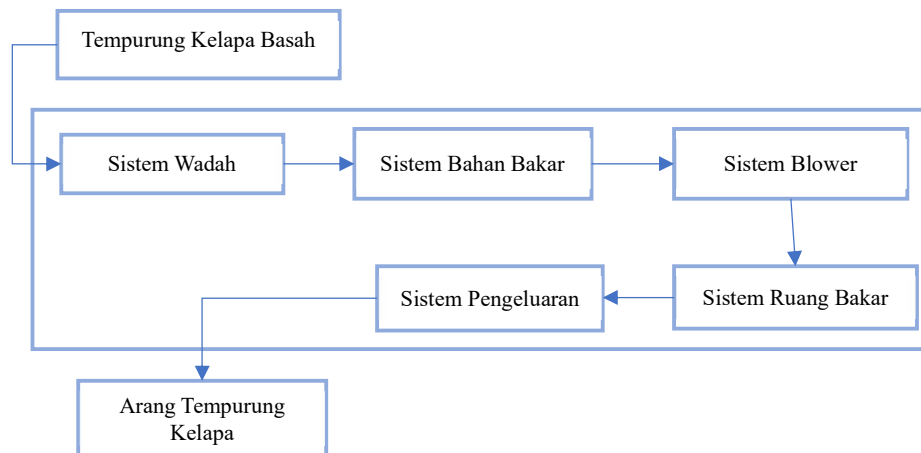 Tempurung Kelapa Basah
Sistem Wadah
Sistem Bahan Bakar
Sistem Blower
Sistem Pengeluaran
Sistem Ruang Bakar
Arang Tempurung
Kelapa